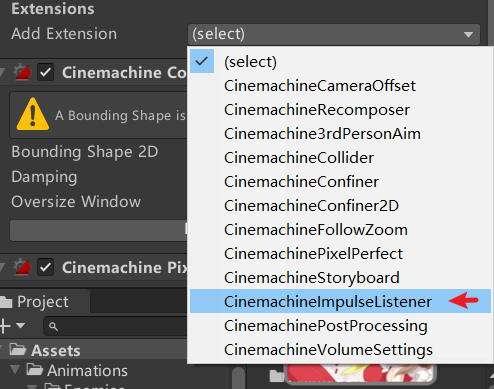 Extensions
Add Extension (select)
(select)
CinemachineCameraOffset
CinemachineRecomposer
Cinemachine3rdPersonAim
CinemachineCollider
CinemachineConfiner
CinemachineConfiner2D
CinemachineFollowZoom
CinemachinePixelPerfect
CinemachineStoryboard
CinemachineImpulseListener
CinemachinePostProcessing
CinemachineVolumeSettings
Cinemachine Co
A Bounding Shape is
Bounding Shape 2D
Damping
Oversize Window
Cinemachine Pix
Project
Assets
Animations